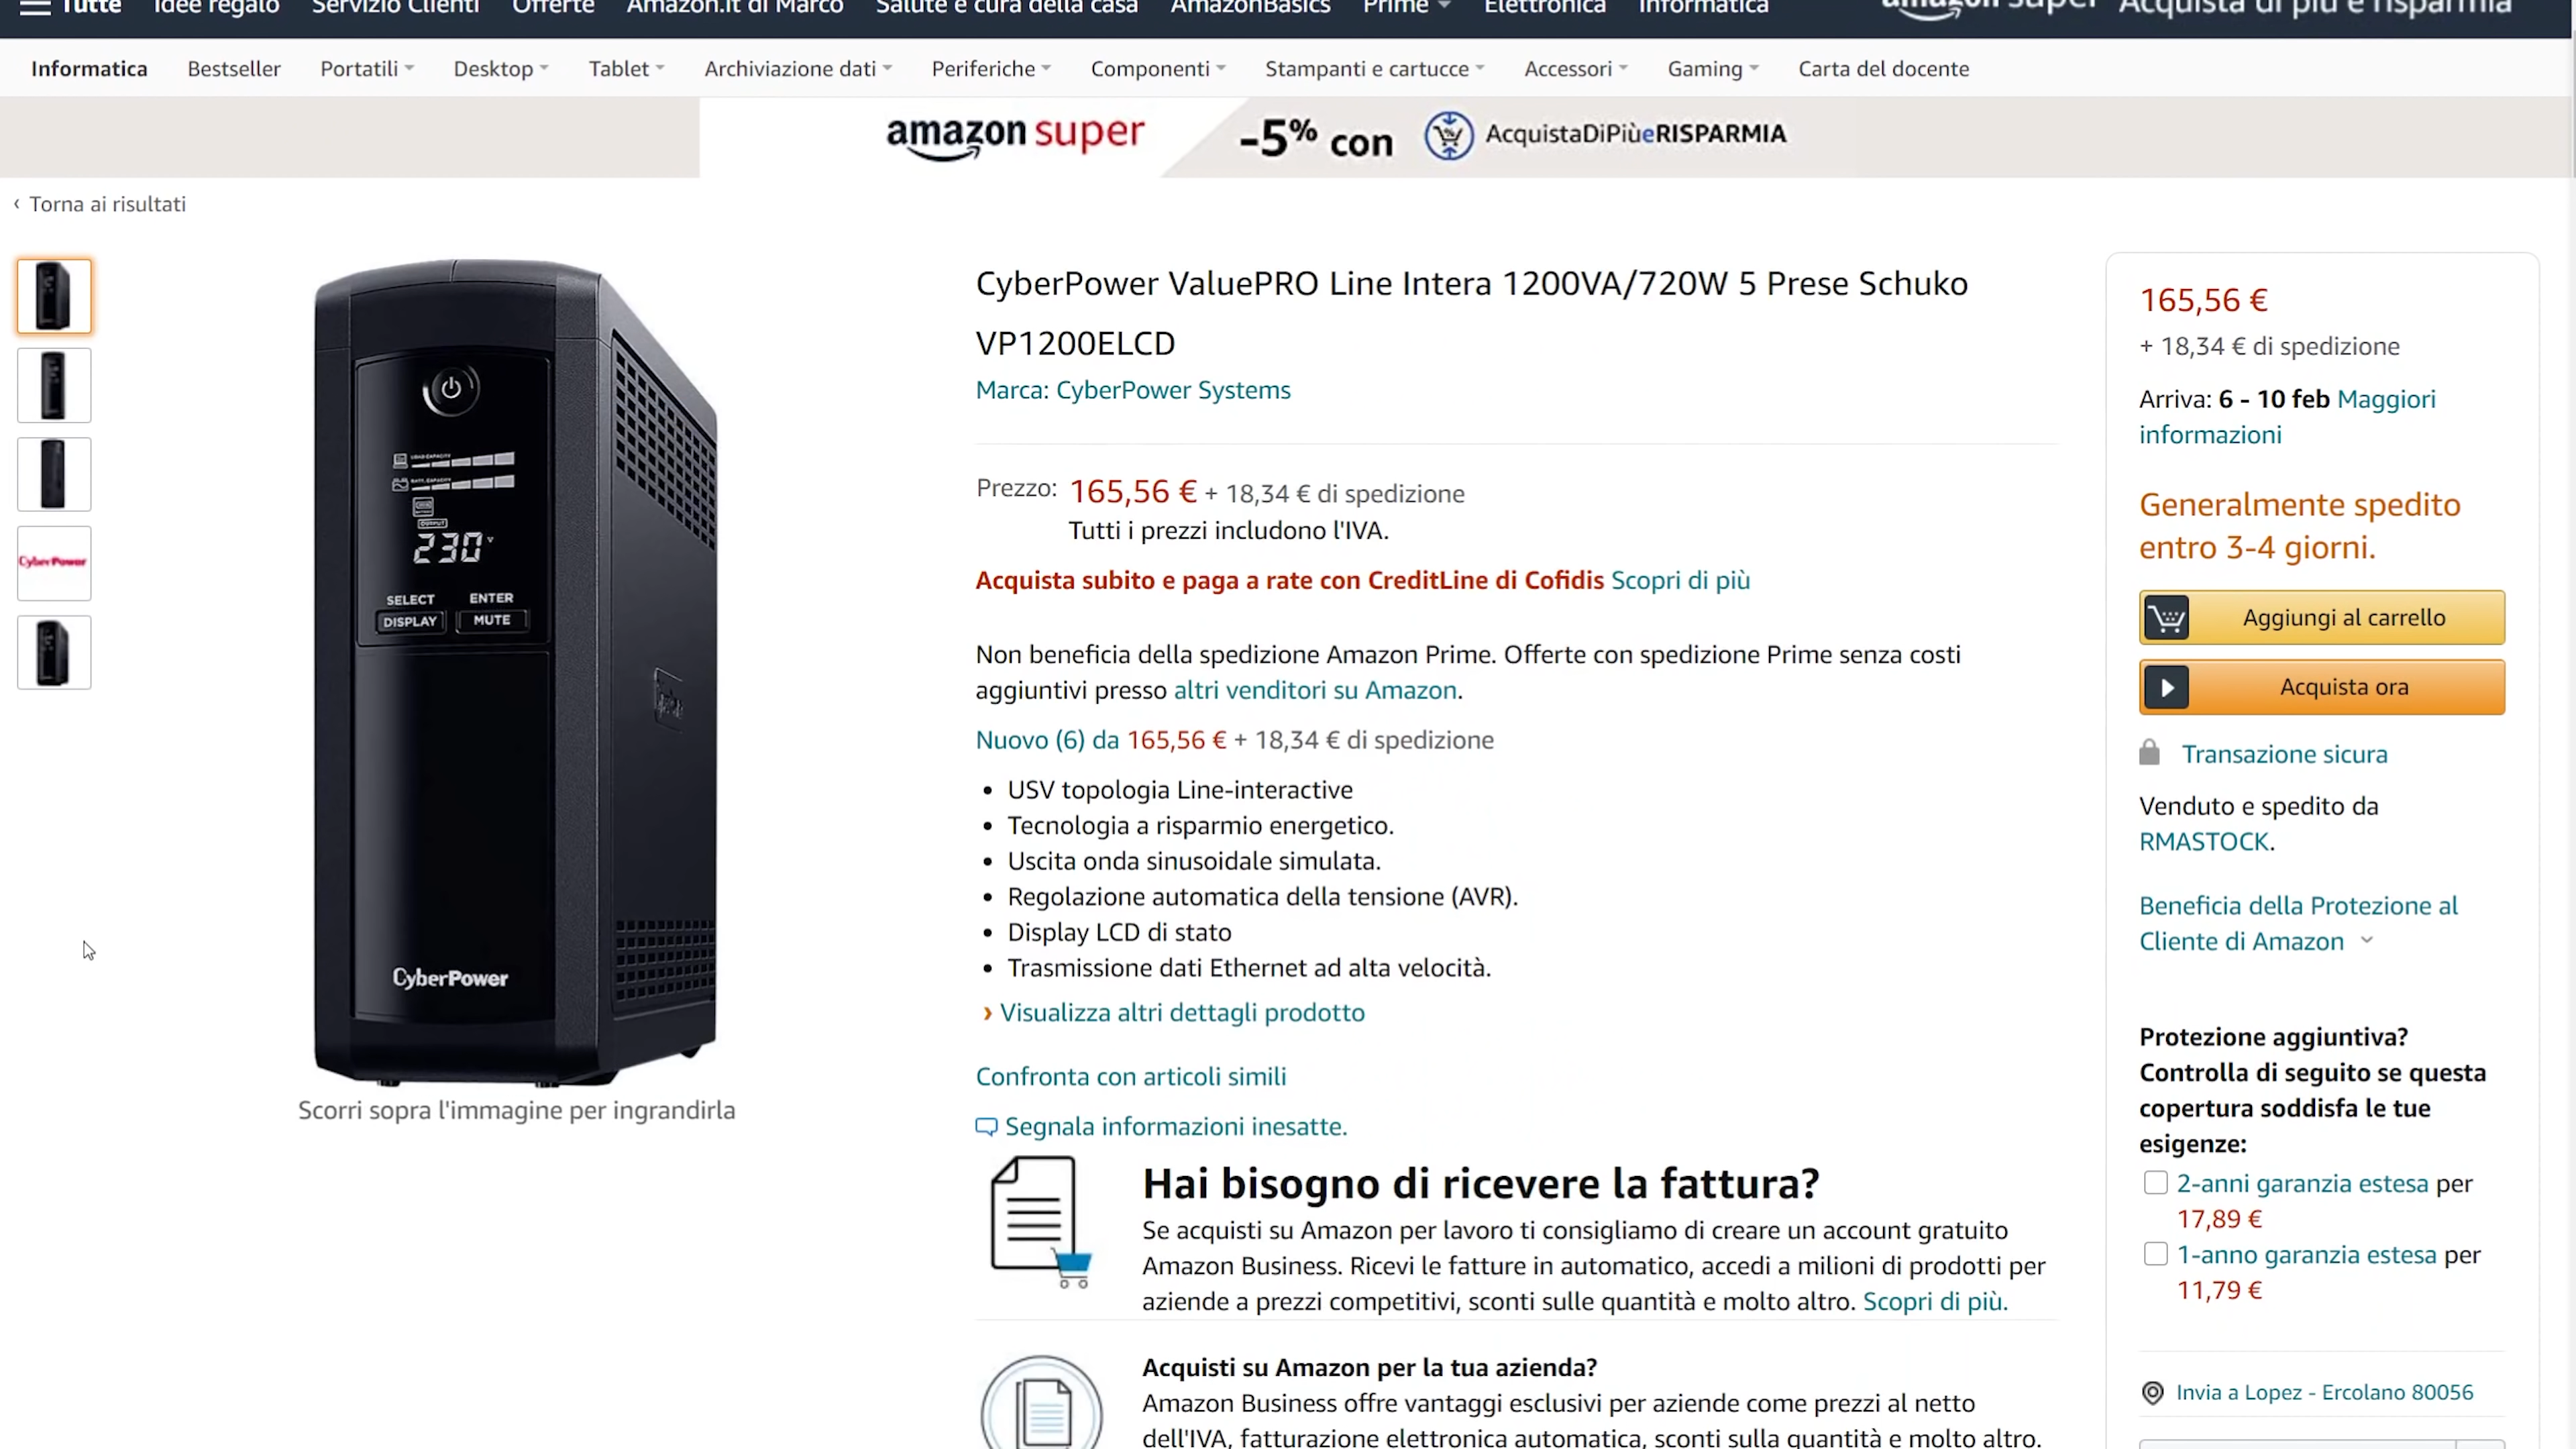 Tutte Idee regalo Servizio Clienti Offerte Amazon.it di Marco Salute e cura della casa AmazonBasics Prime Elettronica Informatica amazon super Acquista di più e risparmia
Informatica Bestseller Portatili Desktop Tablet Archiviazione dati Periferiche Componenti Stampanti e cartucce Accessori Gaming Carta del docente
amazon super -5% con AcquistaDiPiùeRISPARMIA
‹ Torna ai risultati
CyberPower
LOAD CAPACITY
BATT. CAPACITY
OUTPUT
230 V
SELECT ENTER
DISPLAY MUTE
CyberPower
Scorri sopra l'immagine per ingrandirla
CyberPower ValuePRO Line Intera 1200VA/720W 5 Prese Schuko
VP1200ELCD
Marca: CyberPower Systems
Prezzo: 165,56 € + 18,34 € di spedizione
Tutti i prezzi includono l'IVA.
Acquista subito e paga a rate con CreditLine di Cofidis Scopri di più
Non beneficia della spedizione Amazon Prime. Offerte con spedizione Prime senza costi
aggiuntivi presso altri venditori su Amazon.
Nuovo (6) da 165,56 € + 18,34 € di spedizione
• USV topologia Line-interactive
• Tecnologia a risparmio energetico.
• Uscita onda sinusoidale simulata.
• Regolazione automatica della tensione (AVR).
• Display LCD di stato
• Trasmissione dati Ethernet ad alta velocità.
› Visualizza altri dettagli prodotto
Confronta con articoli simili
Segnala informazioni inesatte.
Hai bisogno di ricevere la fattura?
Se acquisti su Amazon per lavoro ti consigliamo di creare un account gratuito
Amazon Business. Ricevi le fatture in automatico, accedi a milioni di prodotti per
aziende a prezzi competitivi, sconti sulle quantità e molto altro. Scopri di più.
Acquisti su Amazon per la tua azienda?
Amazon Business offre vantaggi esclusivi per aziende come prezzi al netto
dell'IVA, fatturazione elettronica automatica, sconti sulla quantità e molto altro.
165,56 €
+ 18,34 € di spedizione
Arriva: 6 - 10 feb Maggiori
informazioni
Generalmente spedito
entro 3-4 giorni.
Aggiungi al carrello
Acquista ora
Transazione sicura
Venduto e spedito da
RMASTOCK.
Beneficia della Protezione al
Cliente di Amazon
Protezione aggiuntiva?
Controlla di seguito se questa
copertura soddisfa le tue
esigenze:
2-anni garanzia estesa per
17,89 €
1-anno garanzia estesa per
11,79 €
Invia a Lopez - Ercolano 80056